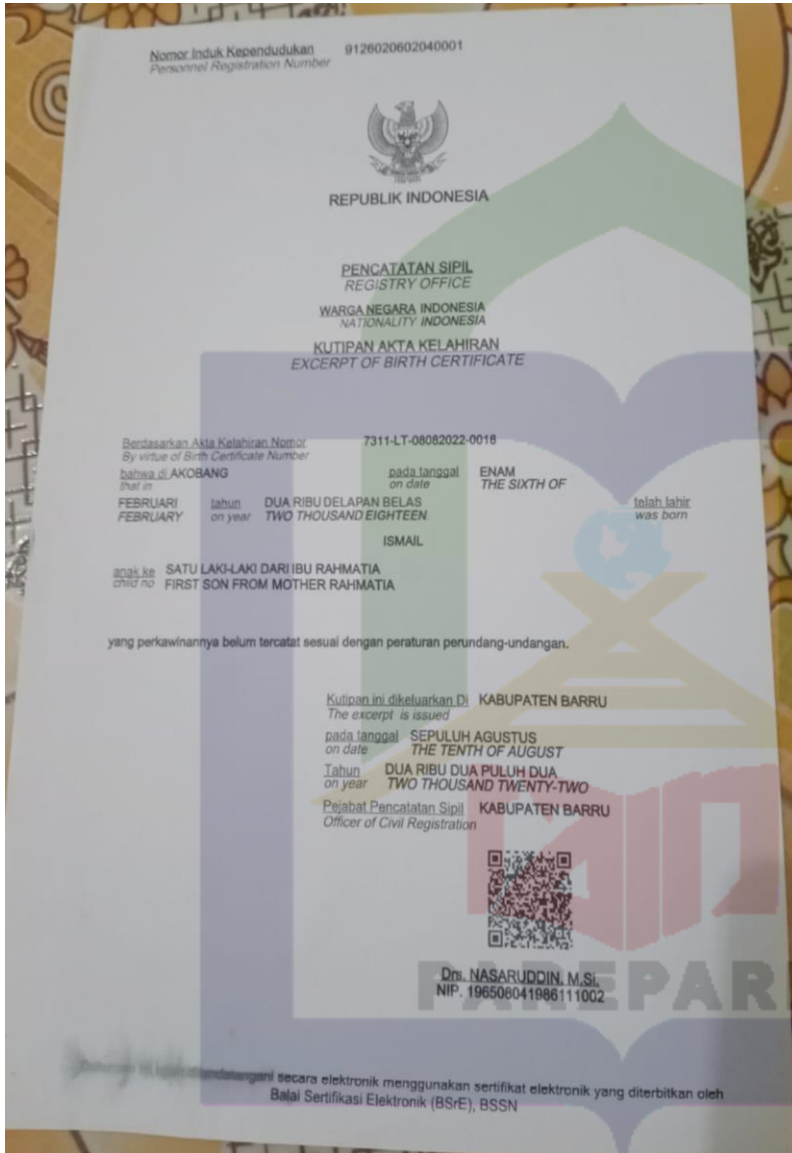 Nomor Induk Kependudukan 9126020602040001
Personnel Registration Number
REPUBLIK INDONESIA
PENCATATAN SIPIL
REGISTRY OFFICE
WARGA NEGARA INDONESIA
NATIONALITY INDONESIA
KUTIPAN AKTA KELAHIRAN
EXCERPT OF BIRTH CERTIFICATE
Berdasarkan Akta Kelahiran Nomor 7311-LT-08082022-0018
By virtue of Birth Certificate Number
bahwa di AKOBANG pada tanggal ENAM
that in on date THE SIXTH OF
FEBRUARI tahun DUA RIBU DELAPAN BELAS telah lahir
FEBRUARY on year TWO THOUSAND EIGHTEEN was born
ISMAIL
anak ke SATU LAKI-LAKI DARI IBU RAHMATIA
child no FIRST SON FROM MOTHER RAHMATIA
yang perkawinannya belum tercatat sesuai dengan peraturan perundang-undangan.
Kutipan ini dikeluarkan Di KABUPATEN BARRU
The excerpt is issued
pada tanggal SEPULUH AGUSTUS
on date THE TENTH OF AUGUST
Tahun DUA RIBU DUA PULUH DUA
on year TWO THOUSAND TWENTY-TWO
Pejabat Pencatatan Sipil KABUPATEN BARRU
Officer of Civil Registration
Drs. NASARUDDIN, M.Si.
NIP. 196508041986111002
PAREPAR
secara elektronik menggunakan sertifikat elektronik yang diterbitkan oleh
Balai Sertifikasi Elektronik (BSrE), BSSN